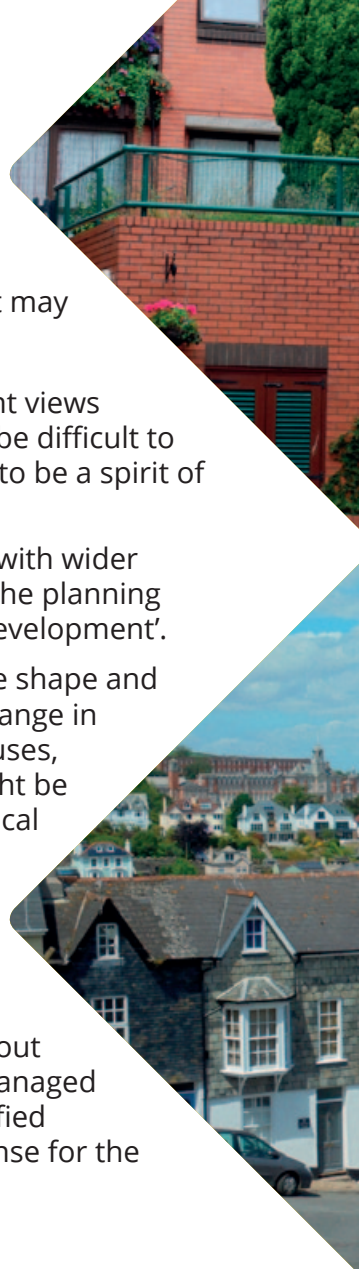 may
nt views
be difficult to
to be a spirit of
with wider
he planning
evelopment’.
e shape and
ange in
uses,
ht be
cal
out
anaged
fied
nse for the